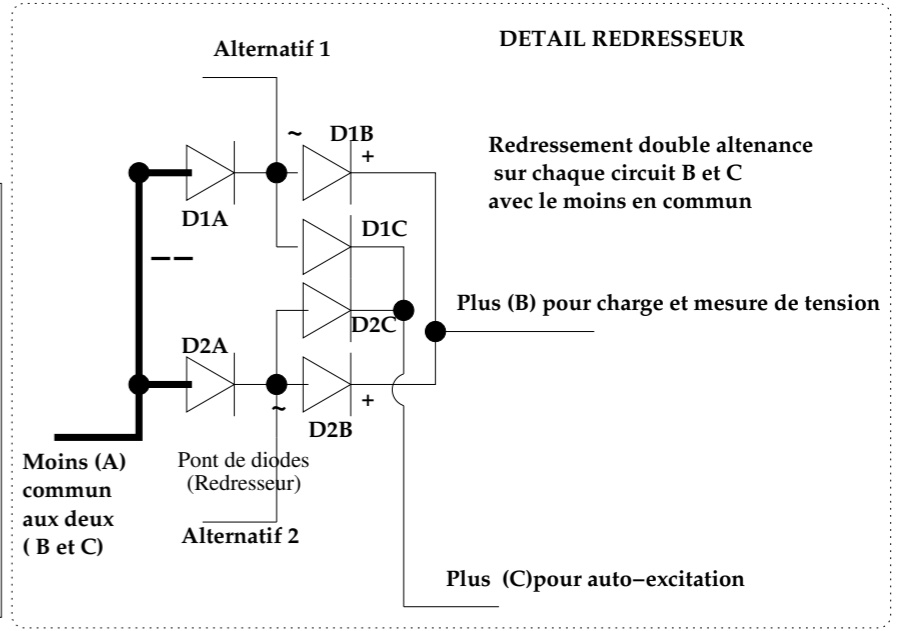 Alternatif 1
DETAIL REDRESSEUR
~
D1B
+
Redressement double altenance
sur chaque circuit B et C
avec le moins en commun
D1A
D1C
−−
Plus (B) pour charge et mesure de tension
D2C
D2A
~
+
D2B
Moins (A)
commun
aux deux
( B et C)
Pont de diodes
(Redresseur)
Alternatif 2
Plus (C)pour auto−excitation